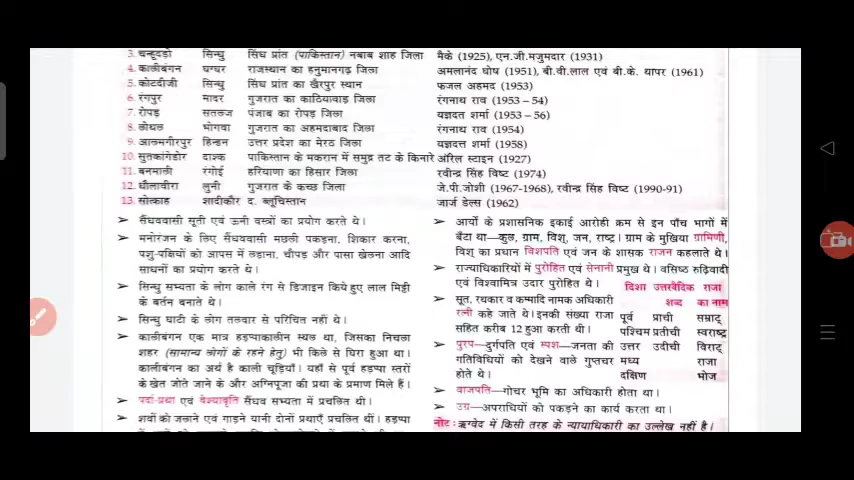 3. चन्हुदड़ो सिन्धु सिंध प्रांत (पाकिस्तान) नबाब शाह जिला मैके (1925), एन.जी.मजुमदार (1931)
4. कालीबंगन घग्घर राजस्थान का हनुमानगढ़ जिला अमलानंद घोष (1951), बी.वी.लाल एवं बी.के. थापर (1961)
5. कोटदीजी सिन्धु सिंध प्रांत का खैरपुर स्थान फजल अहमद (1953)
6. रंगपुर मादर गुजरात का काठियावाड़ जिला रंगनाथ राव (1953–54)
7. रोपड़ सतलज पंजाब का रोपड़ जिला यज्ञदत शर्मा (1953–56)
8. लोथल भोगवा गुजरात का अहमदाबाद जिला रंगनाथ राव (1954)
9. आलमगीरपुर हिन्डन उत्तर प्रदेश का मेरठ जिला यज्ञदत्त शर्मा (1958)
10. सुतकांगेडोर दाश्क पाकिस्तान के मकरान में समुद्र तट के किनारे ऑरेल स्टाइन (1927)
11. बनमाली रंगोई हरियाणा का हिसार जिला रवीन्द्र सिंह विष्ट (1974)
12. धौलावीरा लुनी गुजरात के कच्छ जिला जे.पी.जोशी (1967-1968), रवीन्द्र सिंह विष्ट (1990-91)
13. सोत्काह शादीकौर द. ब्लूचिस्तान जार्ज डेल्स (1962)
➢ सैंधववासी सूती एवं ऊनी वस्त्रों का प्रयोग करते थे।
➢ मनोरंजन के लिए सैंधववासी मछली पकड़ना, शिकार करना,
पशु-पक्षियों को आपस में लड़ाना, चौपड़ और पासा खेलना आदि
साधनों का प्रयोग करते थे।
➢ सिन्धु सभ्यता के लोग काले रंग से डिजाइन किये हुए लाल मिट्टी
के बर्तन बनाते थे।
➢ सिन्धु घाटी के लोग तलवार से परिचित नहीं थे।
➢ कालीबंगन एक मात्र हड़प्पाकालीन स्थल था, जिसका निचला
शहर (सामान्य लोगों के रहने हेतु) भी किले से घिरा हुआ था।
कालीबंगन का अर्थ है काली चूड़ियाँ। यहाँ से पूर्व हड़प्पा स्तरों
के खेत जोते जाने के और अग्निपूजा की प्रथा के प्रमाण मिले हैं।
➢ पर्दा-प्रथा एवं वेश्यावृति सैंधव सभ्यता में प्रचलित थी।
➢ शवों को जलाने एवं गाड़ने यानी दोनों प्रथाएँ प्रचलित थीं। हड़प्पा
➢ आर्यों के प्रशासनिक इकाई आरोही क्रम से इन पाँच भागों में
बँटा था—कुल, ग्राम, विश्, जन, राष्ट्र। ग्राम के मुखिया ग्रामिणी,
विश् का प्रधान विशपति एवं जन के शासक राजन कहलाते थे।
➢ राज्याधिकारियों में पुरोहित एवं सेनानी प्रमुख थे। वसिष्ठ रुढ़िवादी
एवं विश्वामित्र उदार पुरोहित थे।
➢ सूत, रथकार व कम्मादि नामक अधिकारी
रत्नी कहे जाते थे। इनकी संख्या राजा
सहित करीब 12 हुआ करती थी।
➢ पुरप—दुर्गपति एवं स्पश—जनता की
गतिविधियों को देखने वाले गुप्तचर
होते थे।
दिशा उत्तरवैदिक राजा
शब्द का नाम
पूर्व प्राची सम्राट्
पश्चिम प्रतीची स्वराष्ट्र
उत्तर उदीची विराट्
मध्य राजा
दक्षिण भोज
➢ वाजपति—गोचर भूमि का अधिकारी होता था।
➢ उग्र—अपराधियों को पकड़ने का कार्य करता था।
नोट : ऋग्वेद में किसी तरह के न्यायाधिकारी का उल्लेख नहीं है।